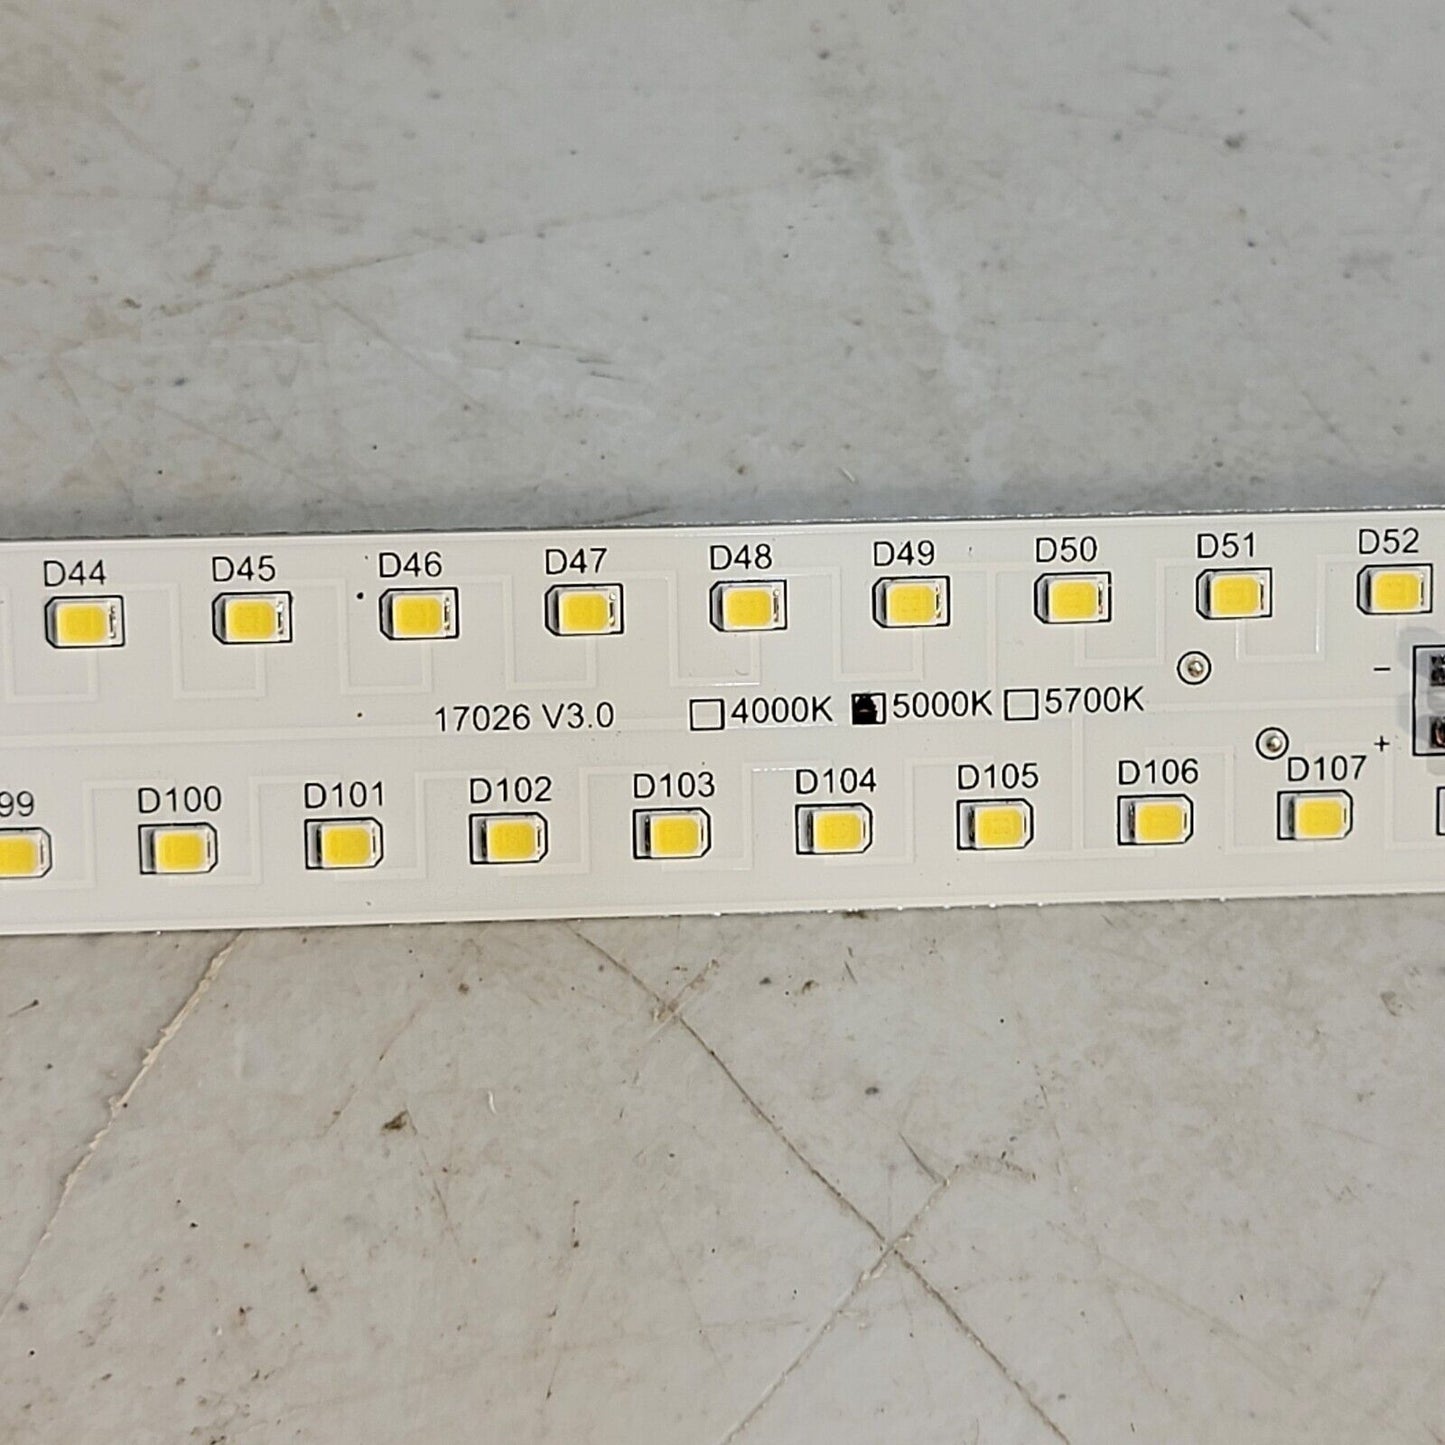 D44 D45 D46 D47 D48 D49 D50 D51 D52
17026 V3.0 4000K 5000K 5700K
-
+
99 D100 D101 D102 D103 D104 D105 D106 D107